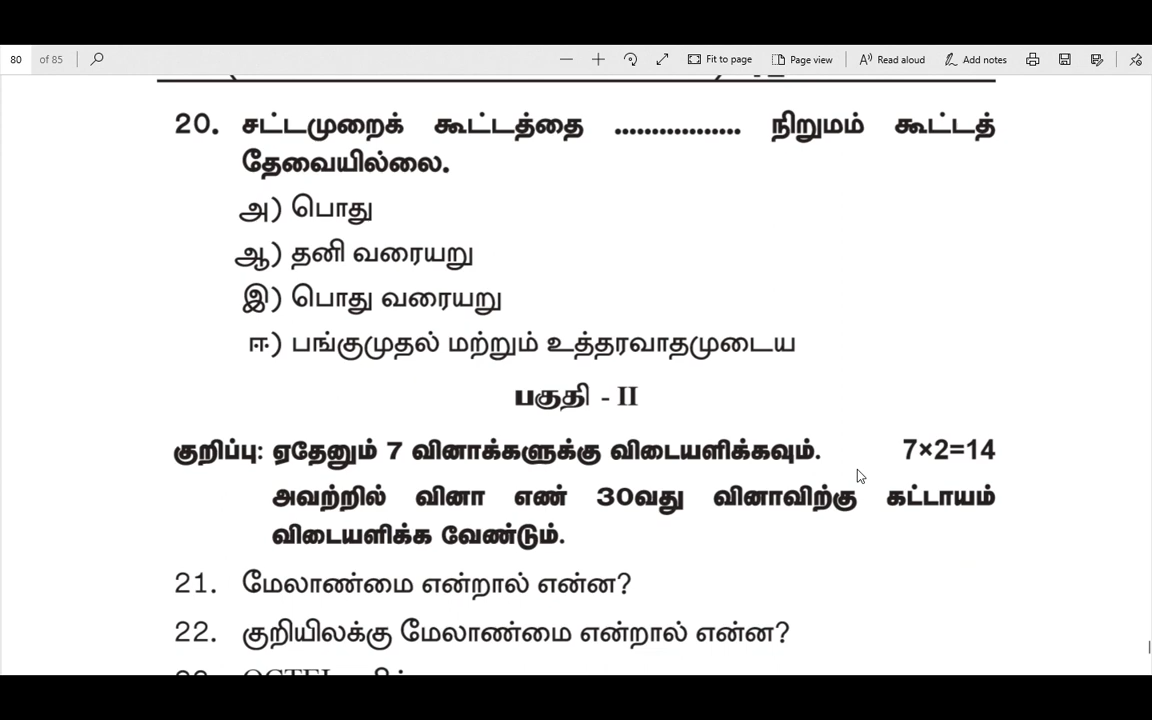 80 of 85 Fit to page Page view Read aloud Add notes
20. சட்டமுறைக் கூட்டத்தை ................. நிறுமம் கூட்டத்
தேவையில்லை.
அ) பொது
ஆ) தனி வரையறு
இ) பொது வரையறு
ஈ) பங்குமுதல் மற்றும் உத்தரவாதமுடைய
பகுதி - II
குறிப்பு: ஏதேனும் 7 வினாக்களுக்கு விடையளிக்கவும். 7×2=14
அவற்றில் வினா எண் 30வது வினாவிற்கு கட்டாயம்
விடையளிக்க வேண்டும்.
21. மேலாண்மை என்றால் என்ன?
22. குறியிலக்கு மேலாண்மை என்றால் என்ன?